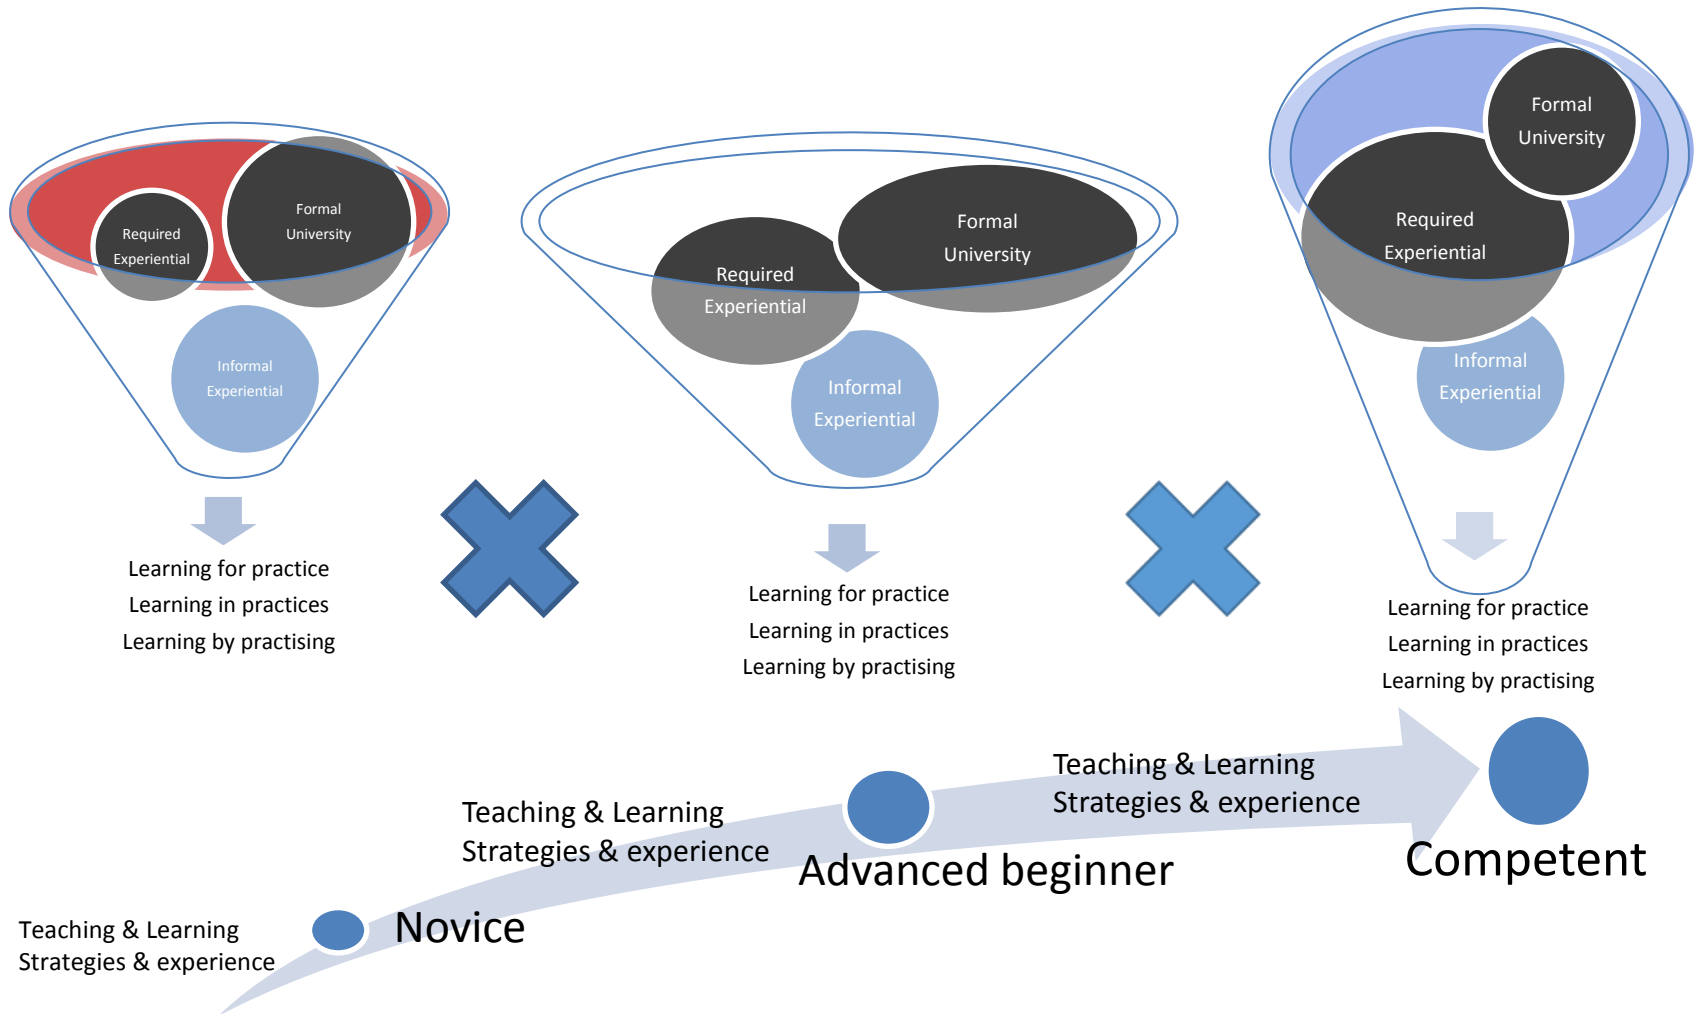 Required
Experiential
Formal
University
Informal
Experiential
Learning for practice
Learning in practices
Learning by practising
Required
Experiential
Formal
University
Informal
Experiential
Learning for practice
Learning in practices
Learning by practising
Formal
University
Required
Experiential
Informal
Experiential
Learning for practice
Learning in practices
Learning by practising
Teaching & Learning
Strategies & experience
Novice
Teaching & Learning
Strategies & experience
Advanced beginner
Teaching & Learning
Strategies & experience
Competent